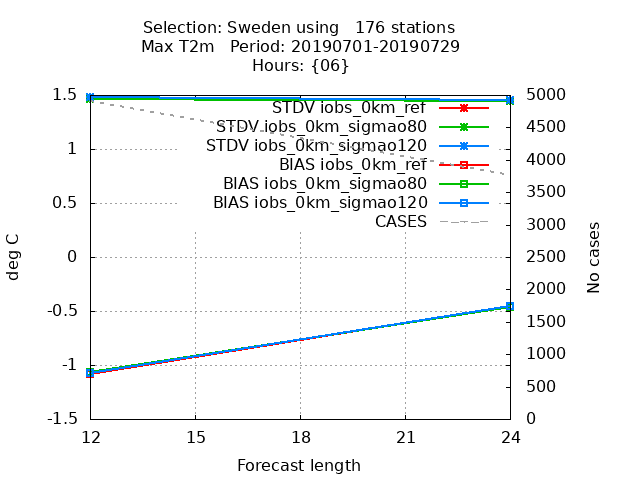 Selection: Sweden using   176 stations
Max T2m   Period: 20190701-20190729
Hours: {06}
STDV iobs_0km_ref
STDV iobs_0km_sigmao80
STDV iobs_0km_sigmao120
BIAS iobs_0km_ref
BIAS iobs_0km_sigmao80
BIAS iobs_0km_sigmao120
CASES
deg C
1.5
1
0.5
0
-0.5
-1
-1.5
No cases
5000
4500
4000
3500
3000
2500
2000
1500
1000
500
0
12
15
18
21
24
Forecast length